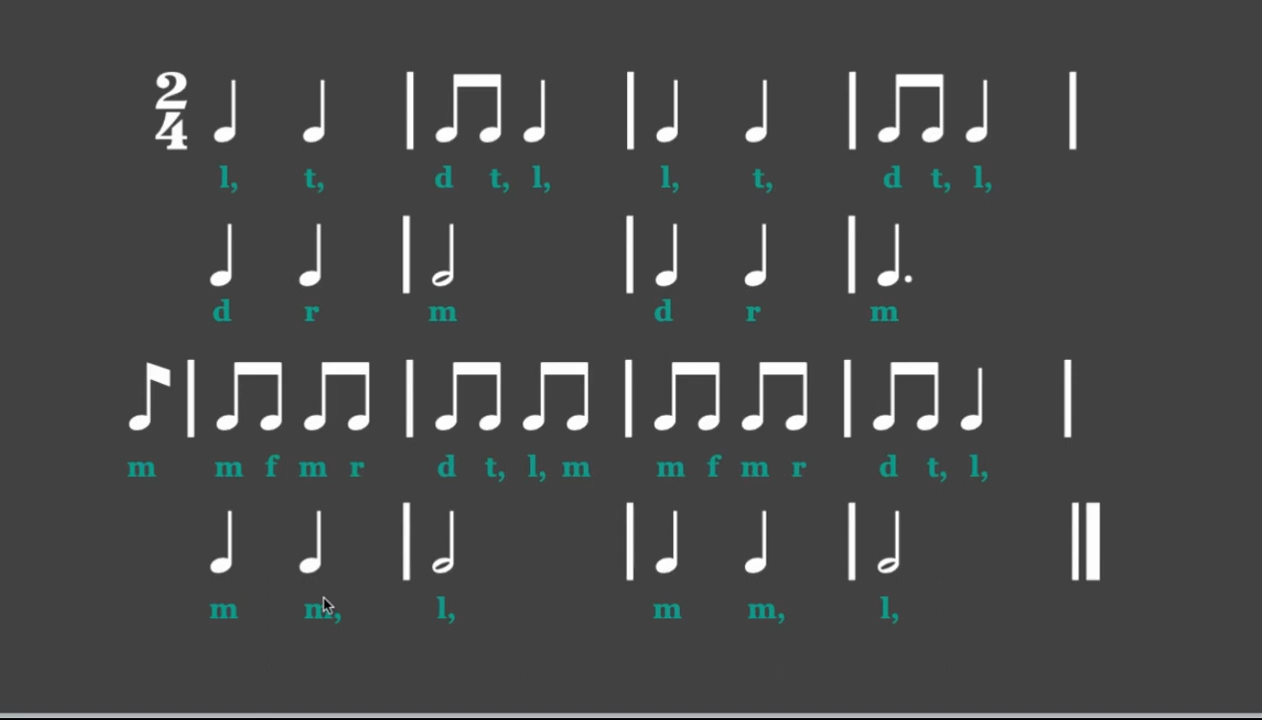 2
4
l, t, d t, l, l, t, d t, l,
d r m d r m
m m f m r d t, l, m m f m r d t, l,
m m, l, m m, l,